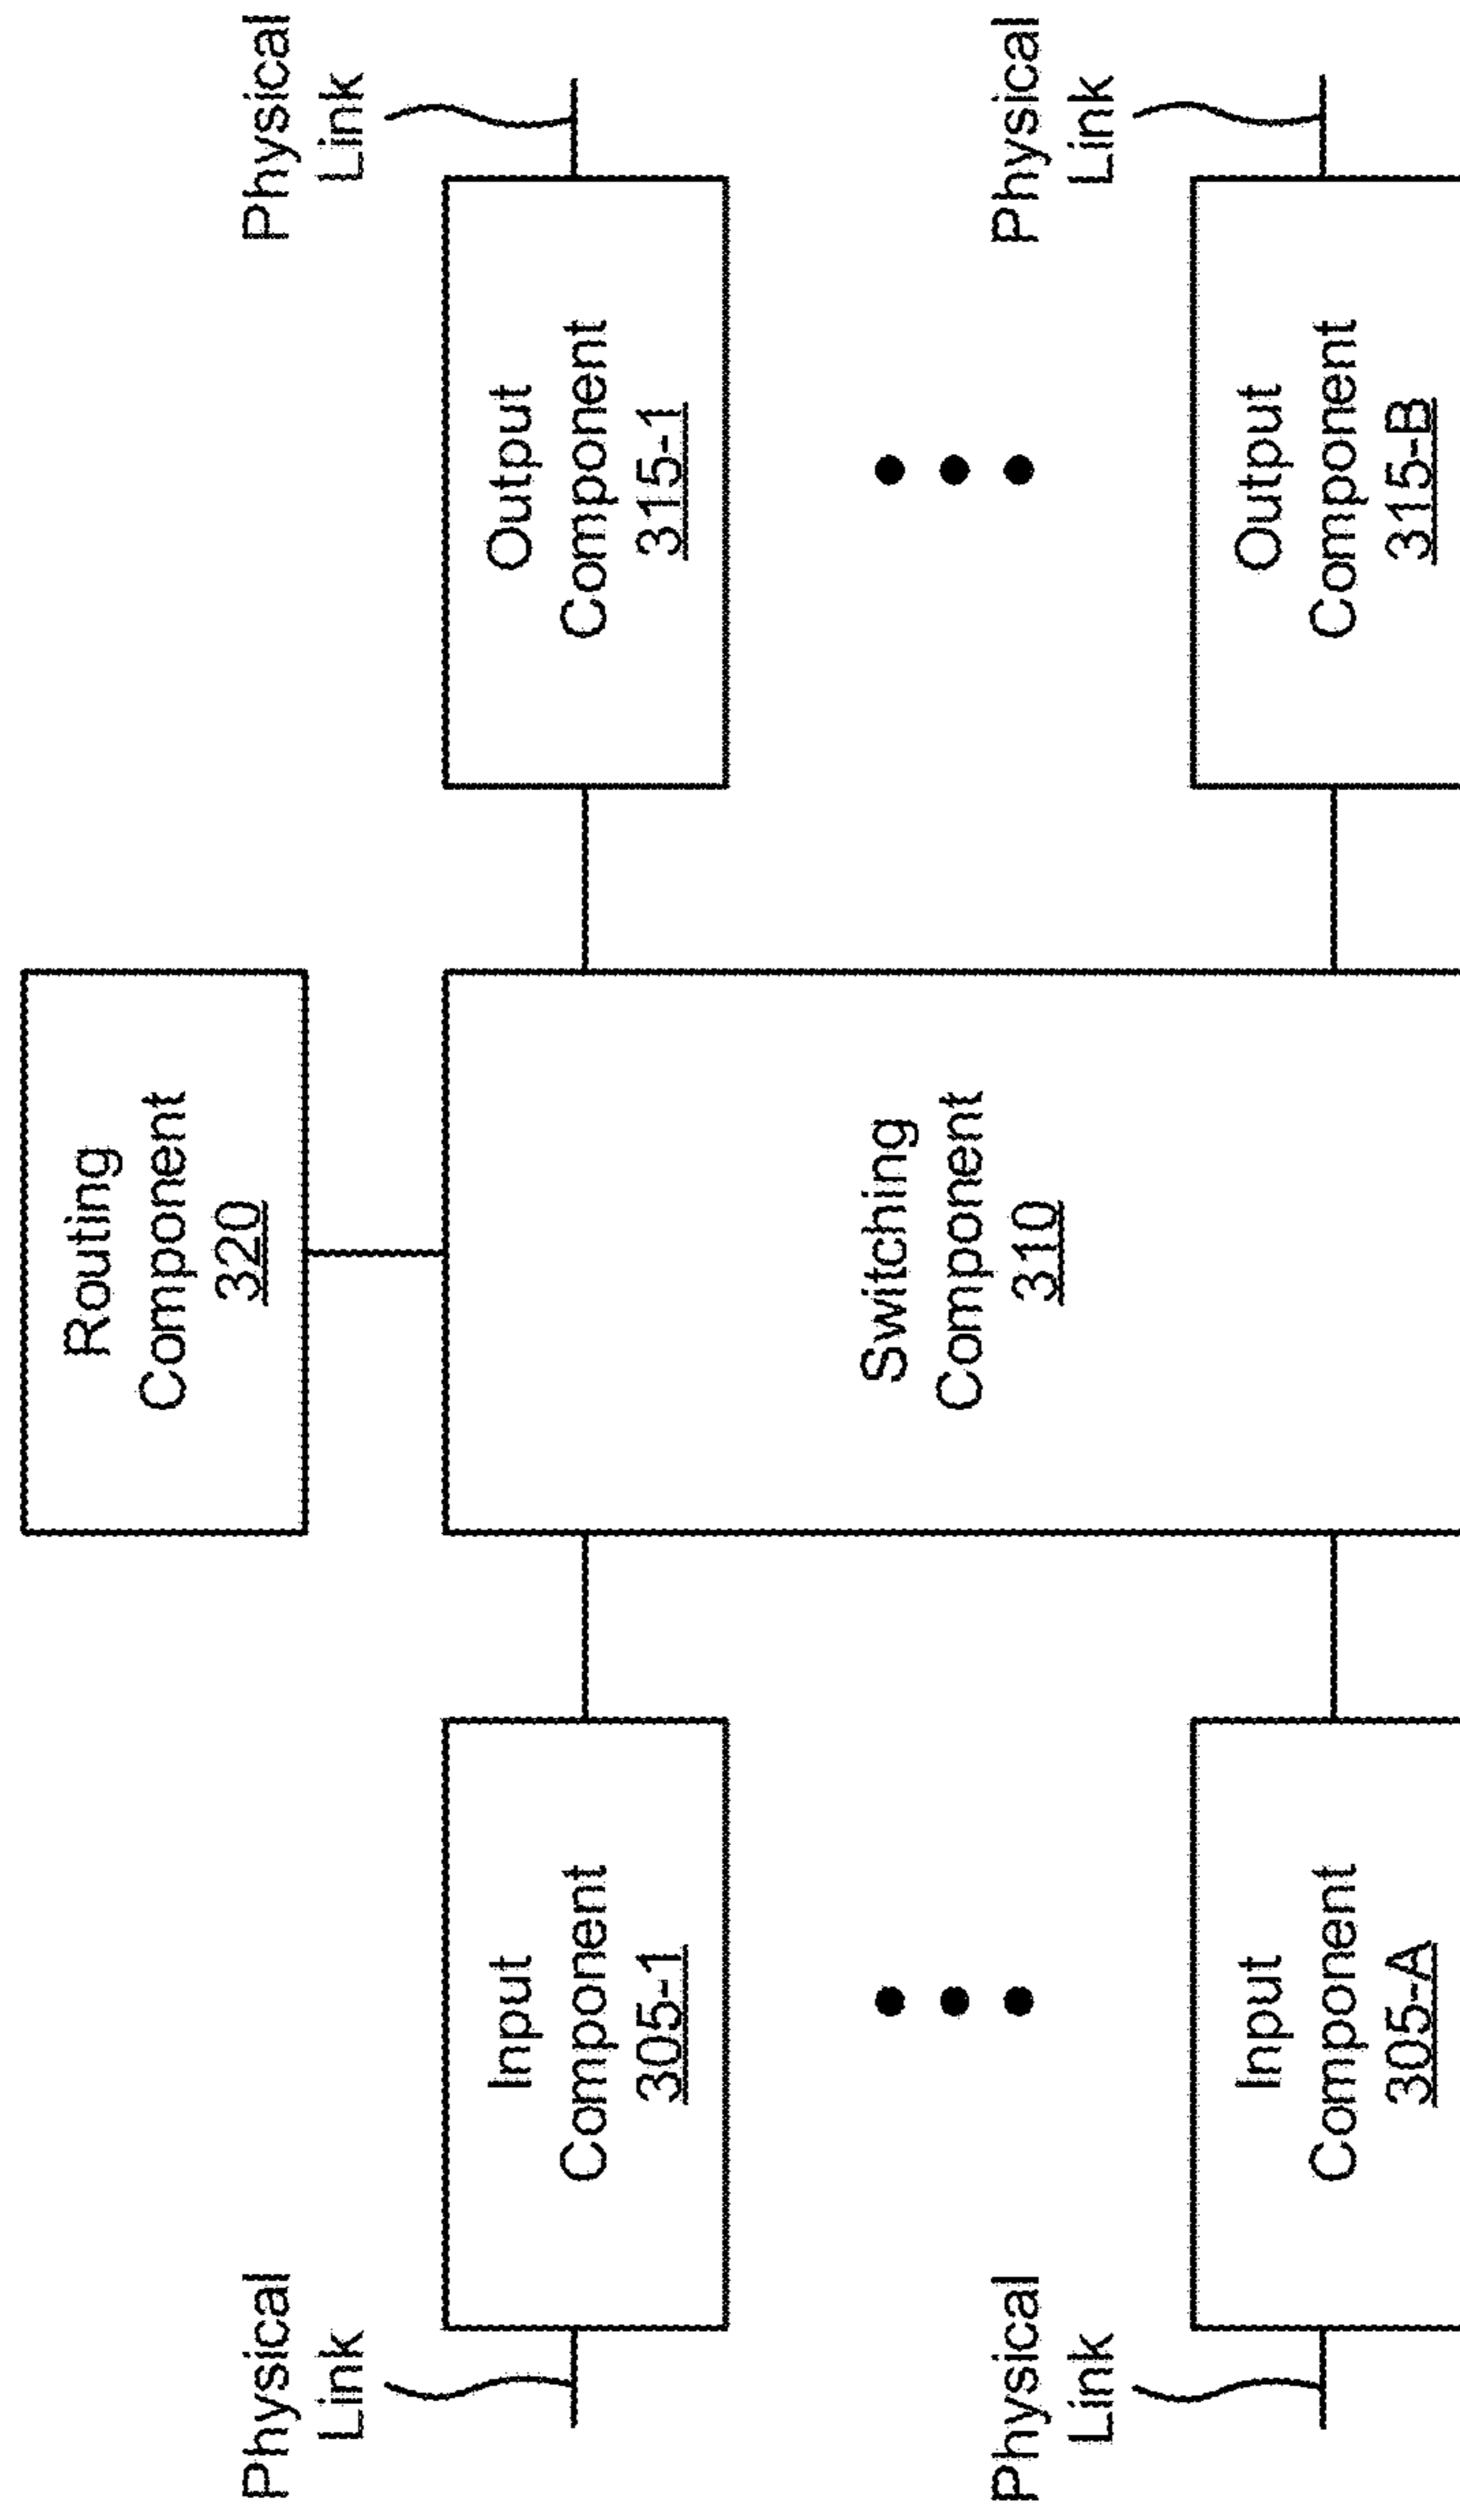 Routing
Component
320
Physical
Link
Input
Component
305-1
Switching
Component
310
Output
Component
315-1
Physical
Link
Physical
Link
Input
Component
305-A
Output
Component
315-B
Physical
Link